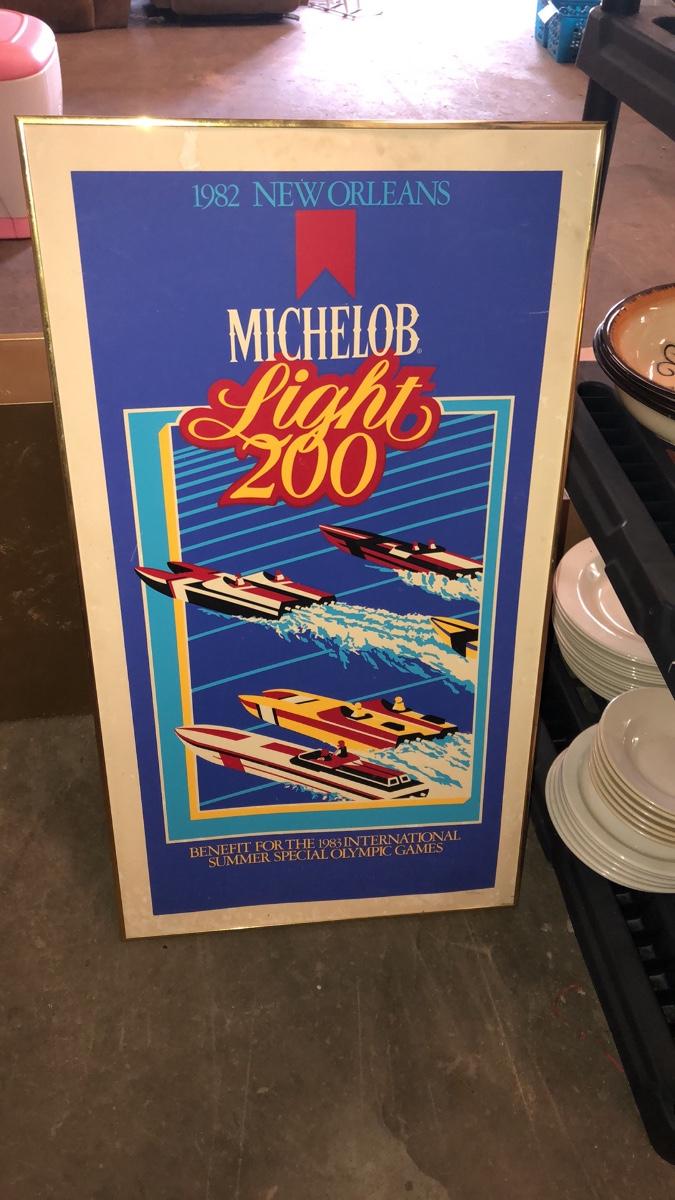 1982 NEW ORLEANS
MICHELOB®
Light
200
BENEFIT FOR THE 1983 INTERNATIONAL
SUMMER SPECIAL OLYMPIC GAMES